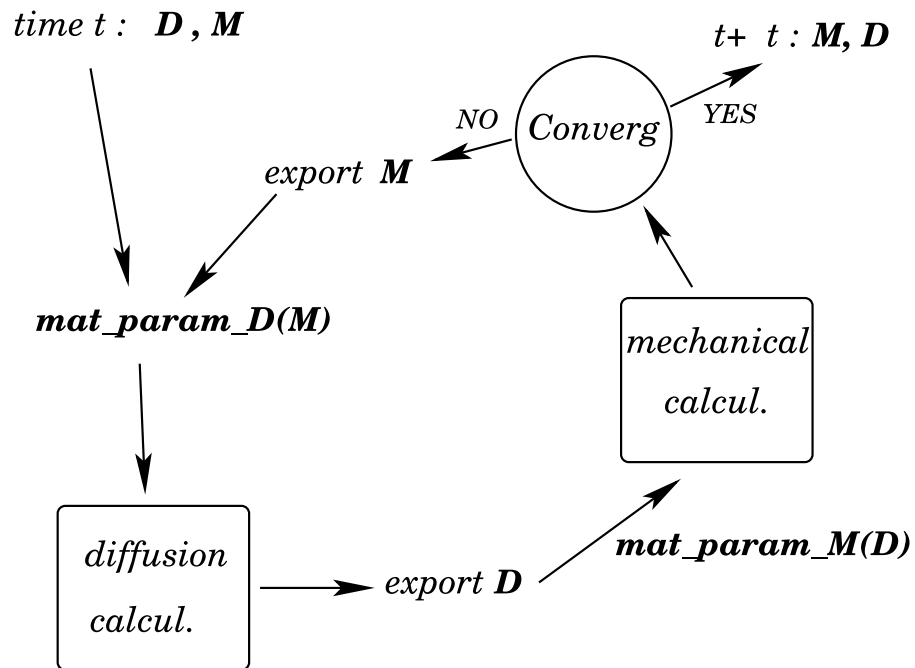 time t : D , M
t+ t : M, D
NO
Converg
YES
export M
mat_param_D(M)
mechanical
calcul.
diffusion
calcul.
export D
mat_param_M(D)